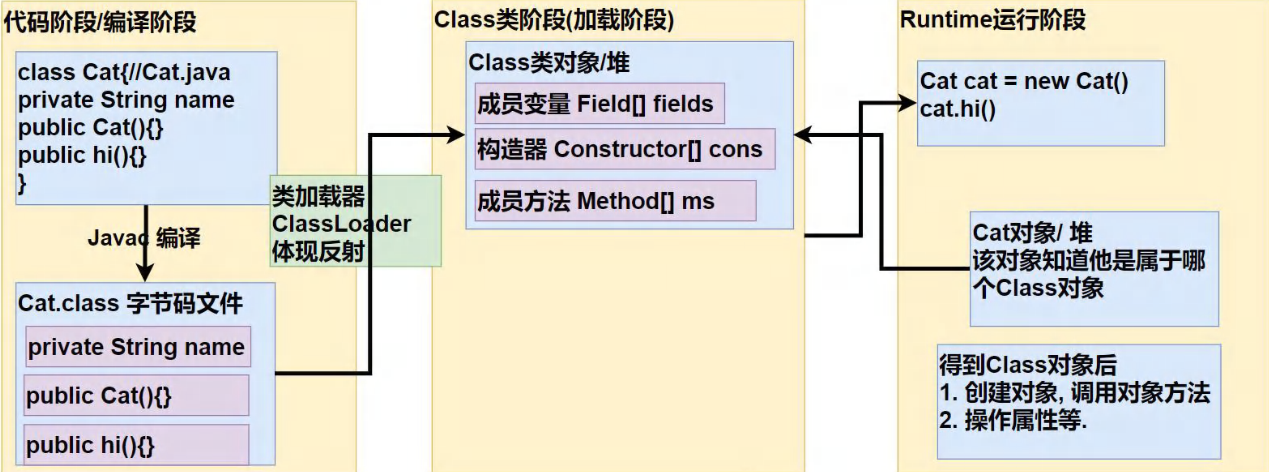 代码阶段/编译阶段
class Cat{//Cat.java
private String name
public Cat(){}
public hi(){}
}
Javac 编译
Cat.class 字节码文件
private String name
public Cat(){}
public hi(){}
类加载器
ClassLoader
体现反射
Class类阶段(加载阶段)
Class类对象/堆
成员变量 Field[] fields
构造器 Constructor[] cons
成员方法 Method[] ms
Runtime运行阶段
Cat cat = new Cat()
cat.hi()
Cat对象/ 堆
该对象知道他是属于哪
个Class对象
得到Class对象后
1. 创建对象, 调用对象方法
2. 操作属性等.